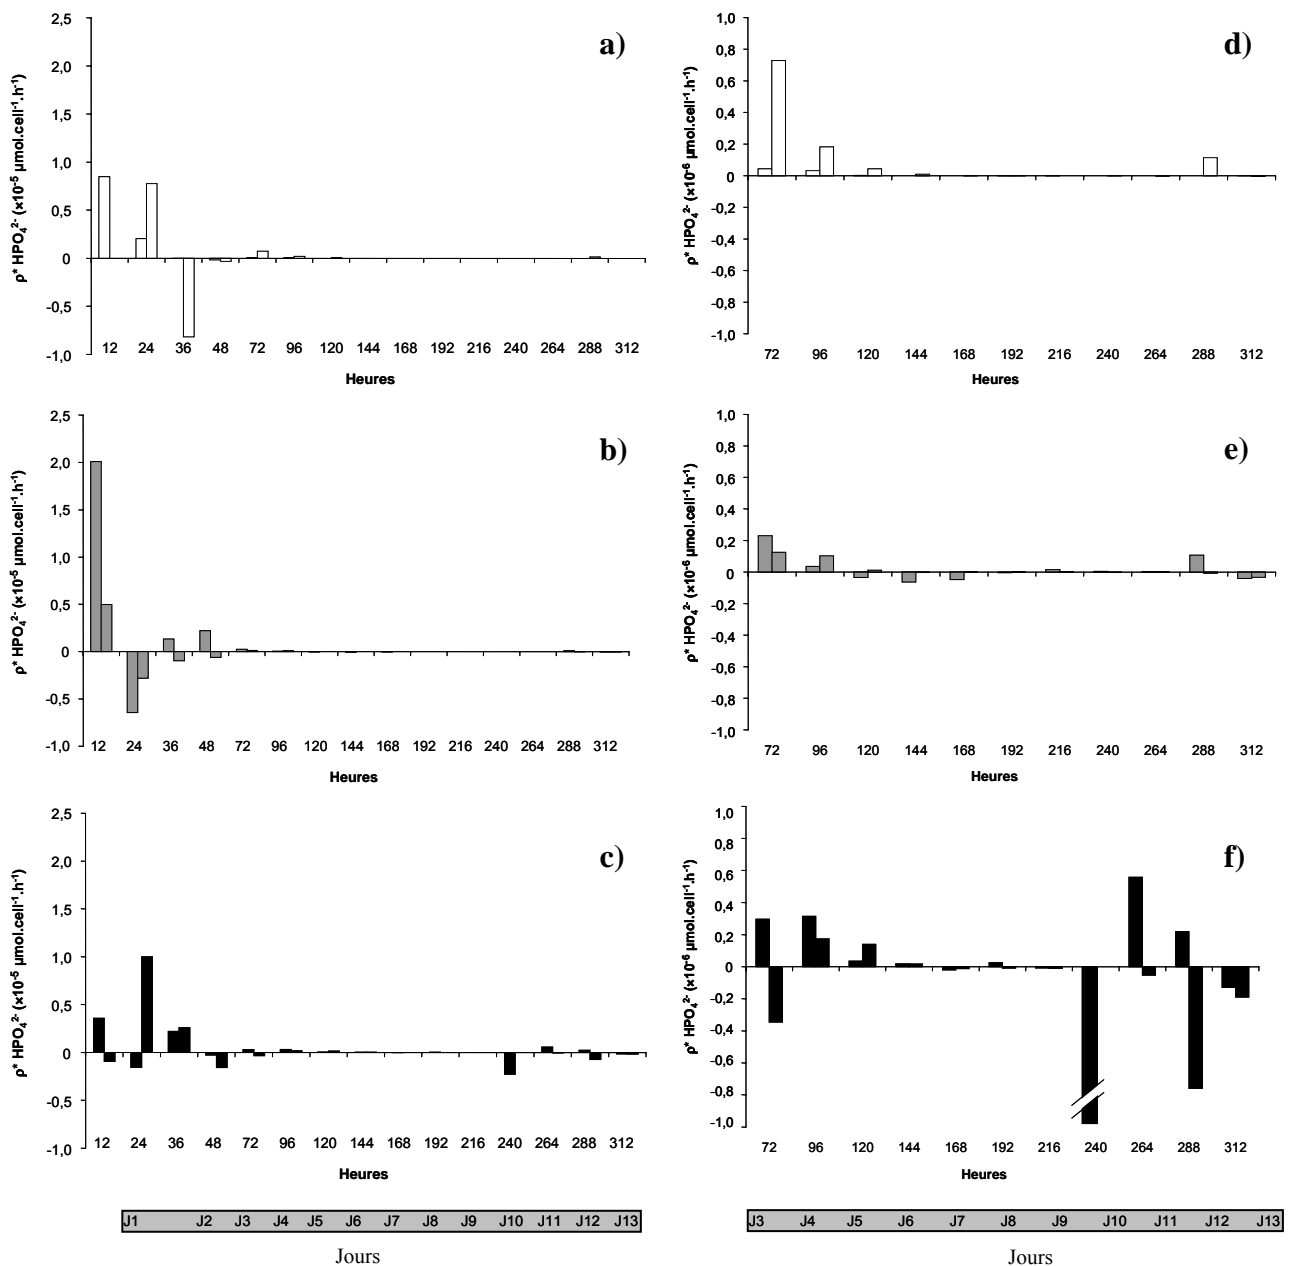 a)
2,5
2,0
1,5
1,0
0,5
0
-0,5
-1,0
ρ* HPO₄²⁻ (×10⁻⁵ µmol.cell⁻¹.h⁻¹)
12 24 36 48 72 96 120 144 168 192 216 240 264 288 312
Heures
d)
1,0
0,8
0,6
0,4
0,2
0
-0,2
-0,4
-0,6
-0,8
-1,0
ρ* HPO₄²⁻ (×10⁻⁶ µmol.cell⁻¹.h⁻¹)
72 96 120 144 168 192 216 240 264 288 312
Heures
b)
2,5
2,0
1,5
1,0
0,5
0
-0,5
-1,0
ρ* HPO₄²⁻ (×10⁻⁵ µmol.cell⁻¹.h⁻¹)
12 24 36 48 72 96 120 144 168 192 216 240 264 288 312
Heures
e)
1,0
0,8
0,6
0,4
0,2
0
-0,2
-0,4
-0,6
-0,8
-1,0
ρ* HPO₄²⁻ (×10⁻⁶ µmol.cell⁻¹.h⁻¹)
72 96 120 144 168 192 216 240 264 288 312
Heures
c)
2,5
2,0
1,5
1,0
0,5
0
-0,5
-1,0
ρ* HPO₄²⁻ (×10⁻⁵ µmol.cell⁻¹.h⁻¹)
12 24 36 48 72 96 120 144 168 192 216 240 264 288 312
Heures
f)
1,0
0,8
0,6
0,4
0,2
0
-0,2
-0,4
-0,6
-0,8
-1,0
ρ* HPO₄²⁻ (×10⁻⁶ µmol.cell⁻¹.h⁻¹)
72 96 120 144 168 192 216 240 264 288 312
Heures
J1 J2 J3 J4 J5 J6 J7 J8 J9 J10 J11 J12 J13
Jours
J3 J4 J5 J6 J7 J8 J9 J10 J11 J12 J13
Jours